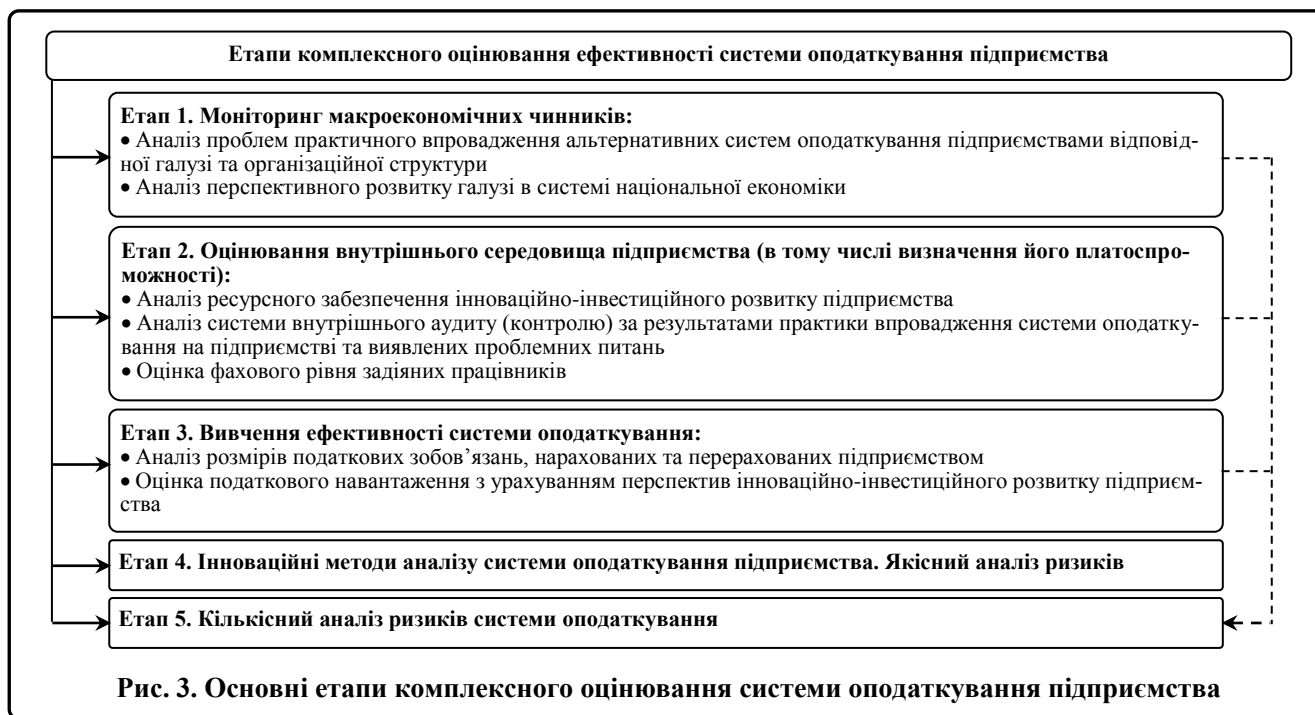 Етапи комплексного оцінювання ефективності системи оподаткування підприємства
Етап 1. Моніторинг макроекономічних чинників:
• Аналіз проблем практичного впровадження альтернативних систем оподаткування підприємствами відповід-
ної галузі та організаційної структури
• Аналіз перспективного розвитку галузі в системі національної економіки
Етап 2. Оцінювання внутрішнього середовища підприємства (в тому числі визначення його платоспро-
можності):
• Аналіз ресурсного забезпечення інноваційно-інвестиційного розвитку підприємства
• Аналіз системи внутрішнього аудиту (контролю) за результатами практики впровадження системи оподатку-
вання на підприємстві та виявлених проблемних питань
• Оцінка фахового рівня задіяних працівників
Етап 3. Вивчення ефективності системи оподаткування:
• Аналіз розмірів податкових зобов’язань, нарахованих та перерахованих підприємством
• Оцінка податкового навантаження з урахуванням перспектив інноваційно-інвестиційного розвитку підприєм-
ства
Етап 4. Інноваційні методи аналізу системи оподаткування підприємства. Якісний аналіз ризиків
Етап 5. Кількісний аналіз ризиків системи оподаткування
Рис. 3. Основні етапи комплексного оцінювання системи оподаткування підприємства